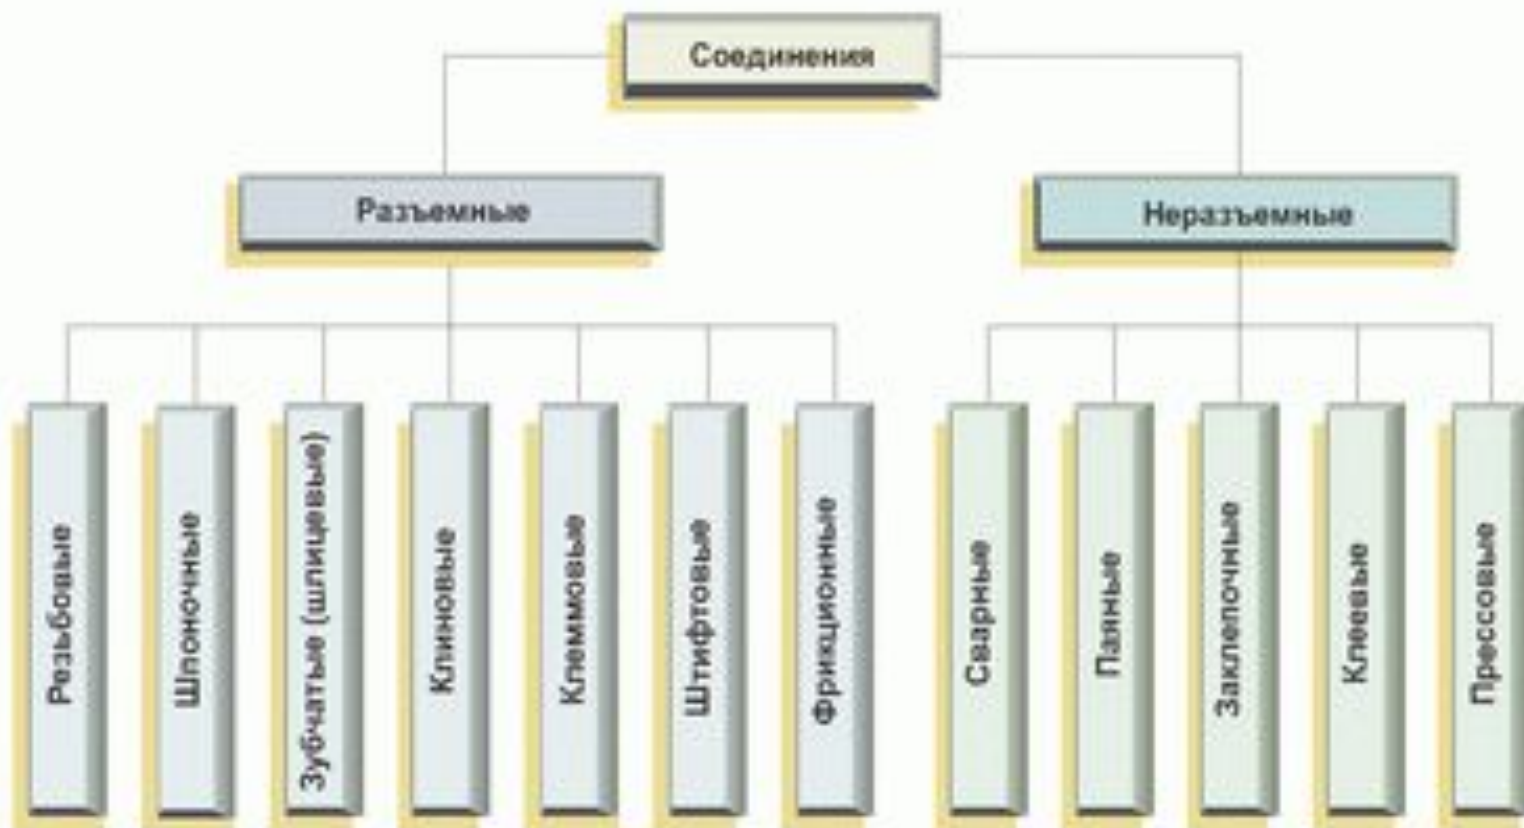 Соединения
Разъемные
Неразъемные
Резьбовые
Шпоночные
Зубчатые (шлицевые)
Клиновые
Клеммовые
Штифтовые
Фрикционные
Сварные
Паяные
Заклепочные
Клеевые
Прессовые